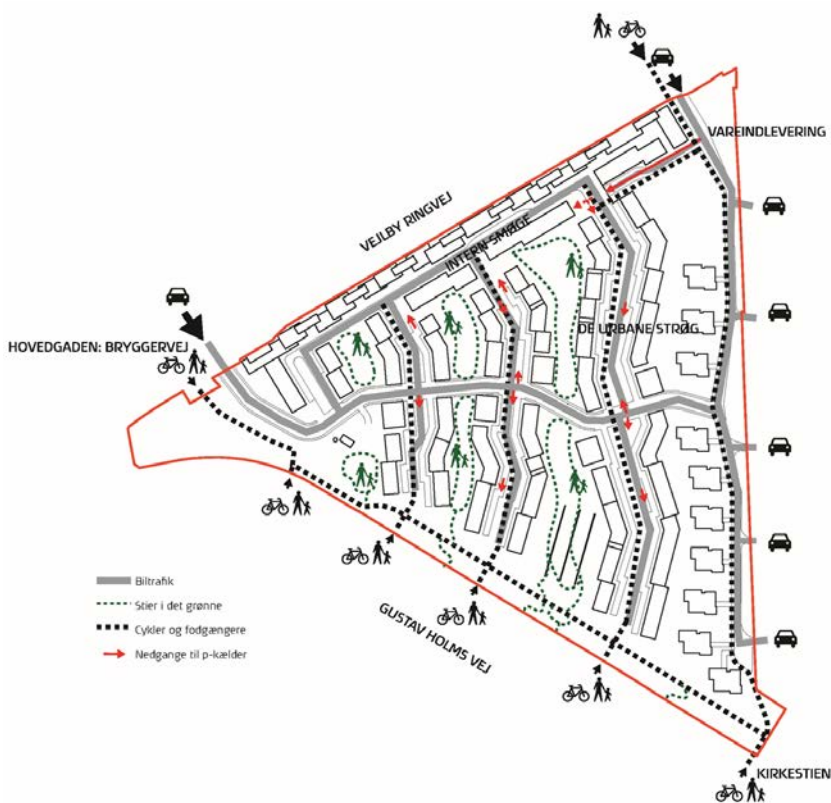 VAREINDLEVERING
VEJLBY RINGVEJ
INTERN SMØGE
DE URBANE STRØG
HOVEDGADEN: BRYGGERVEJ
Biltrafik
Stier i det grønne
Cykler og fodgængere
Nedgange til p-kælder
GUSTAV HOLMS VEJ
KIRKESTIEN